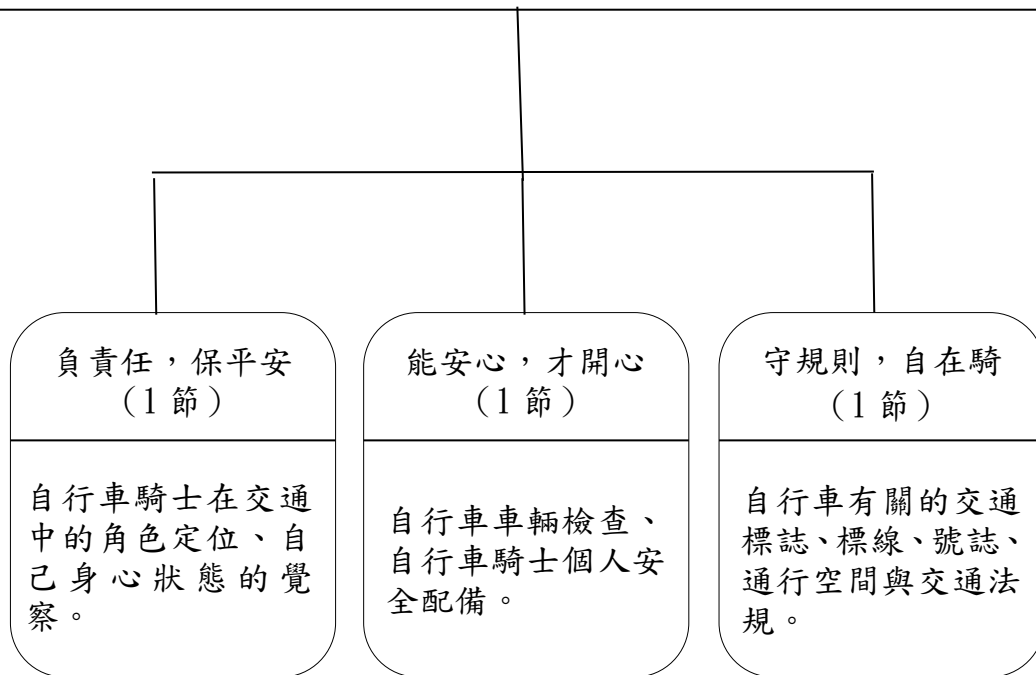 負責任，保平安
（1 節）
自行車騎士在交通
中的角色定位、自
己身心狀態的覺
察。
能安心，才開心
（1 節）
自行車車輛檢查、
自行車騎士個人安
全配備。
守規則，自在騎
（1 節）
自行車有關的交通
標誌、標線、號誌、
通行空間與交通法
規。